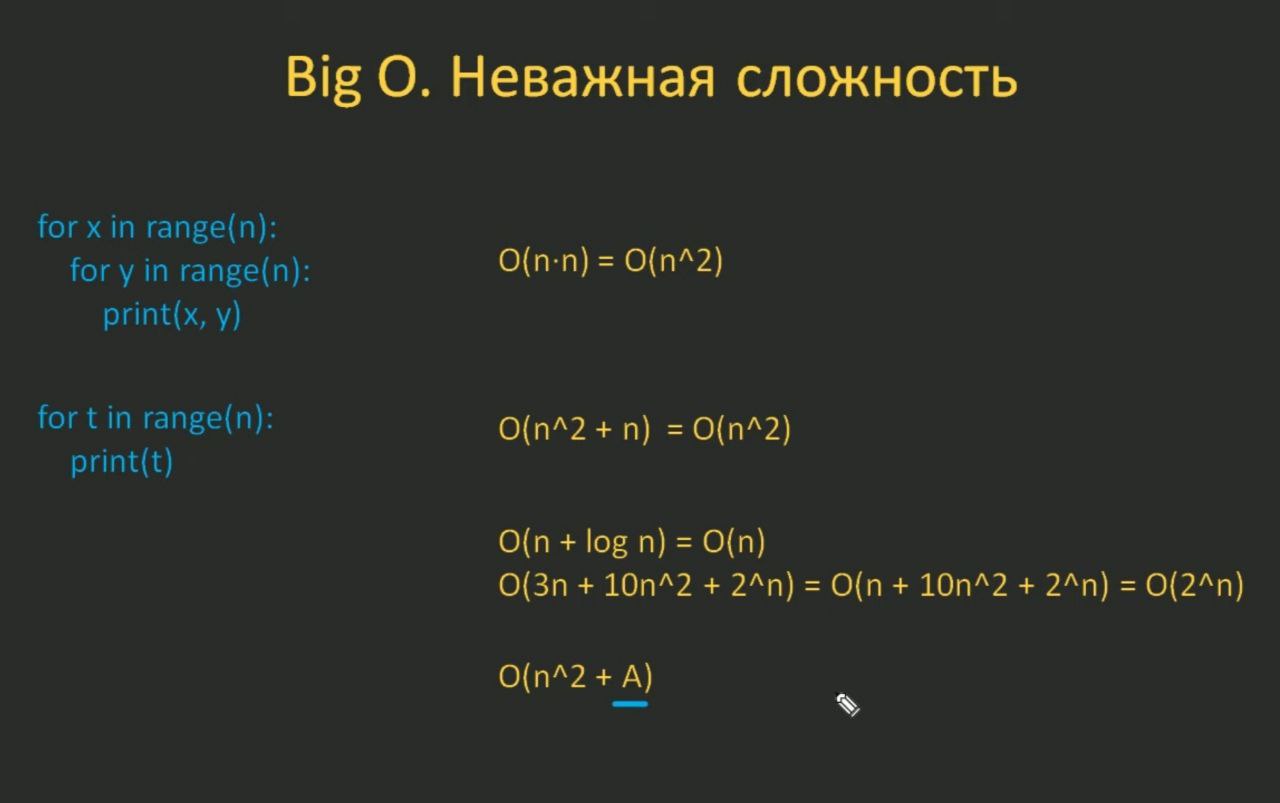 Big O. Неважная сложность
for x in range(n):
for y in range(n):
print(x, y)
O(n·n) = O(n^2)
for t in range(n):
print(t)
O(n^2 + n) = O(n^2)
O(n + log n) = O(n)
O(3n + 10n^2 + 2^n) = O(n + 10n^2 + 2^n) = O(2^n)
O(n^2 + A)